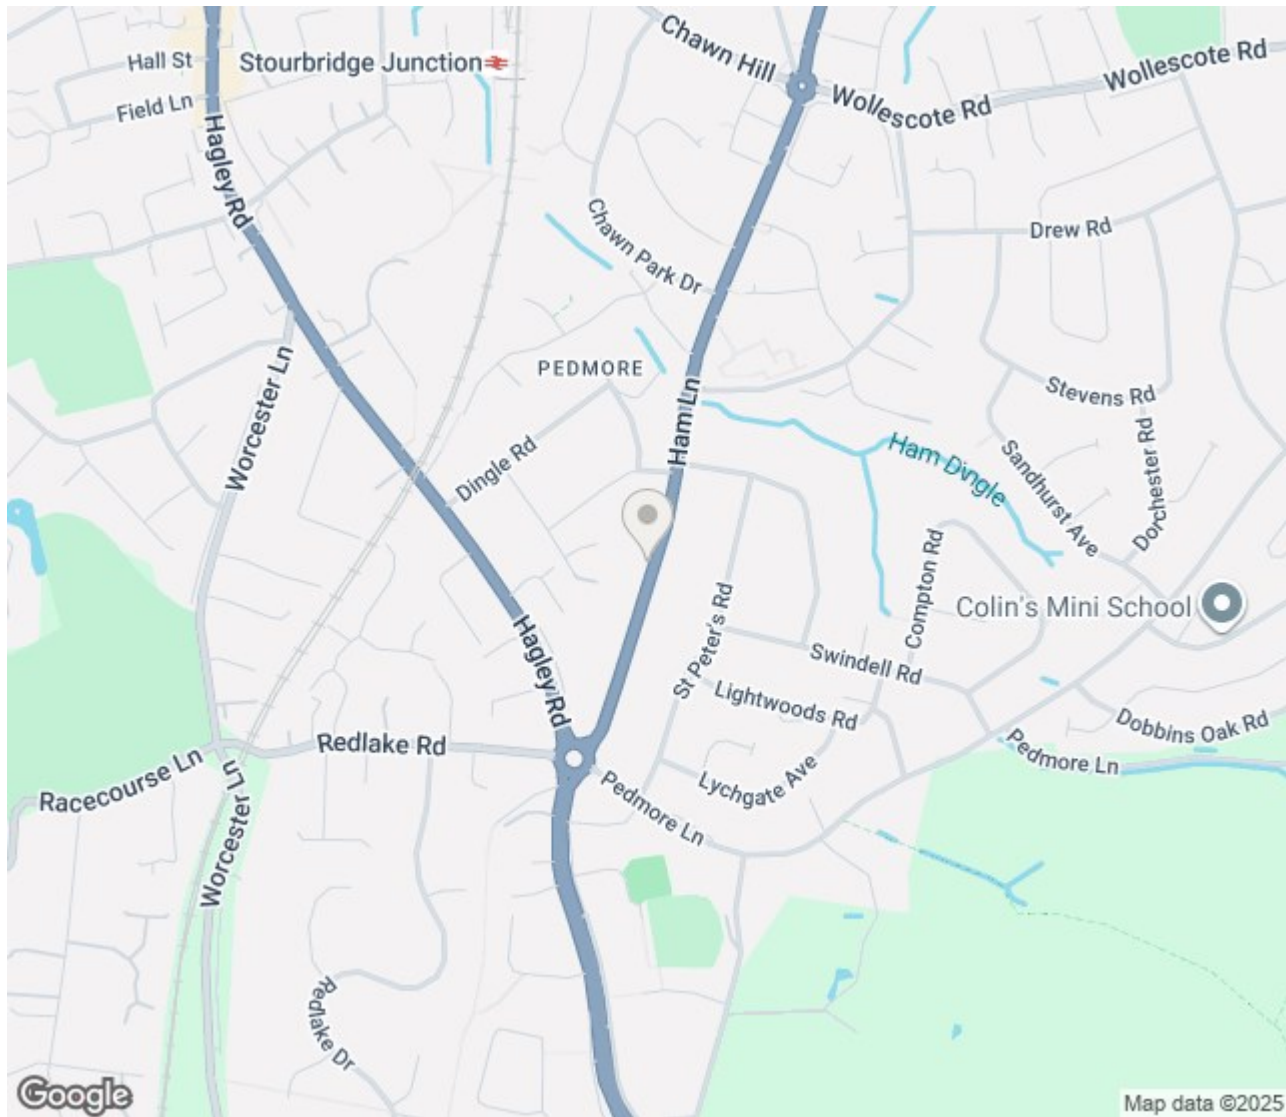 Hall St
Stourbridge Junction
Chawn Hill
Wollescote Rd
Wollescote Rd
Field Ln
Hagley Rd
Chawn Park Dr
Drew Rd
PEDMORE
Worcester Ln
Ham Ln
Stevens Rd
Dingle Rd
Ham Dingle
Sandhurst Ave
Dorchester Rd
Compton Rd
Colin's Mini School
St Peter's Rd
Hagley Rd
Swindell Rd
Lightwoods Rd
Dobbins Oak Rd
Redlake Rd
Pedmore Ln
Racecourse Ln
Worcester Ln
Pedmore Ln
Lychgate Ave
Redlake Dr
Google
Map data ©2025